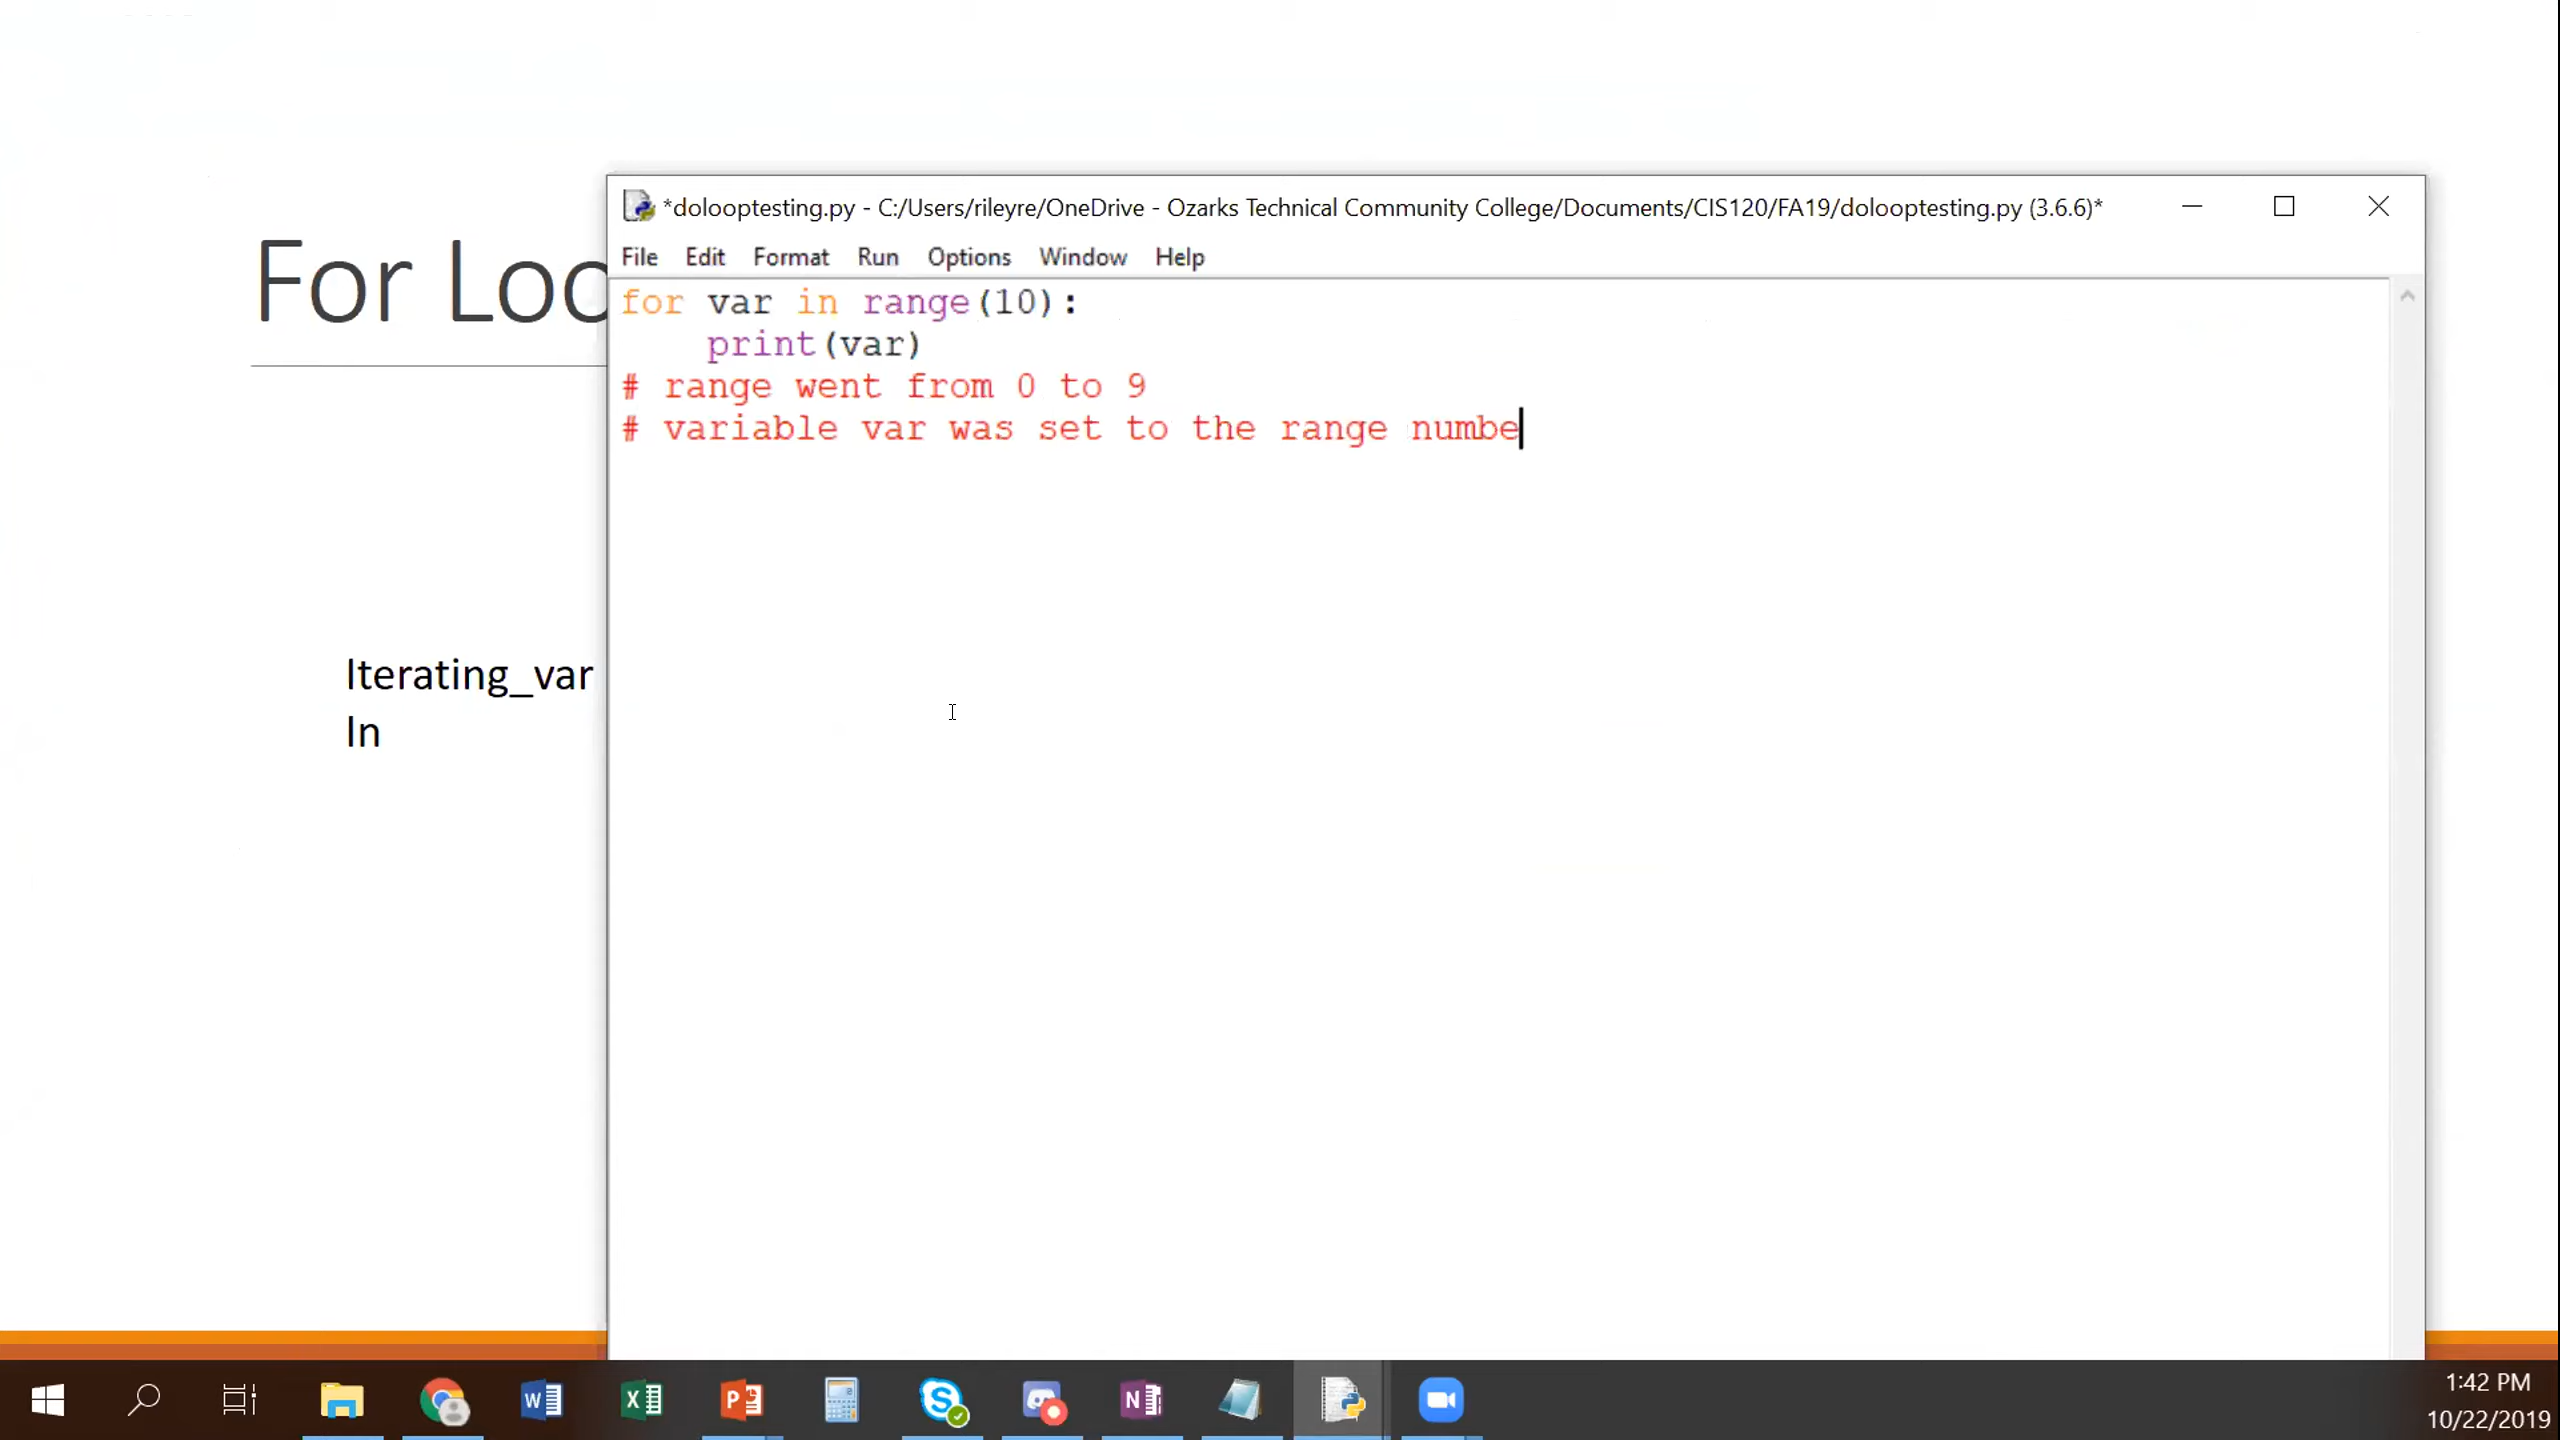 For Loo
*dolooptesting.py - C:/Users/rileyre/OneDrive - Ozarks Technical Community College/Documents/CIS120/FA19/dolooptesting.py (3.6.6)*
File Edit Format Run Options Window Help
for var in range(10):
    print(var)
# range went from 0 to 9
# variable var was set to the range numbe
Iterating_var
In
1:42 PM
10/22/2019